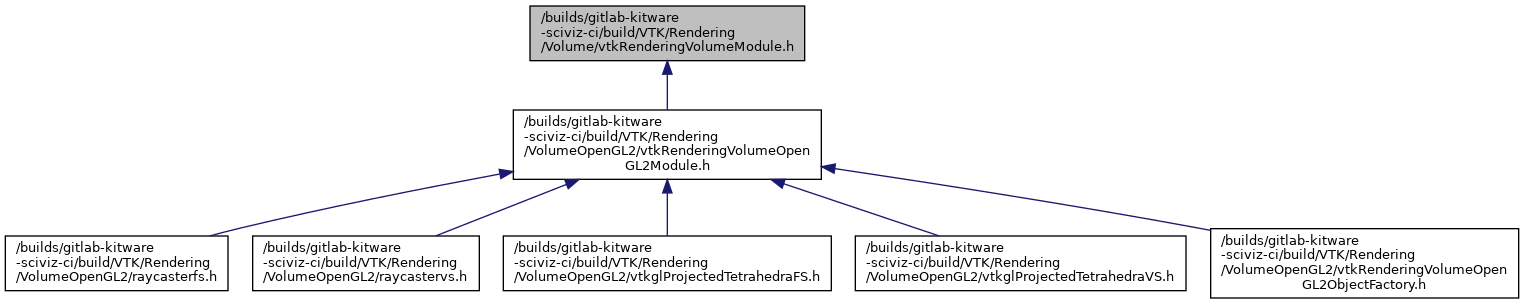 /builds/gitlab-kitware
-sciviz-ci/build/VTK/Rendering
/Volume/vtkRenderingVolumeModule.h
/builds/gitlab-kitware
-sciviz-ci/build/VTK/Rendering
/VolumeOpenGL2/vtkRenderingVolumeOpen
GL2Module.h
/builds/gitlab-kitware
-sciviz-ci/build/VTK/Rendering
/VolumeOpenGL2/raycasterfs.h
/builds/gitlab-kitware
-sciviz-ci/build/VTK/Rendering
/VolumeOpenGL2/raycastervs.h
/builds/gitlab-kitware
-sciviz-ci/build/VTK/Rendering
/VolumeOpenGL2/vtkglProjectedTetrahedraFS.h
/builds/gitlab-kitware
-sciviz-ci/build/VTK/Rendering
/VolumeOpenGL2/vtkglProjectedTetrahedraVS.h
/builds/gitlab-kitware
-sciviz-ci/build/VTK/Rendering
/VolumeOpenGL2/vtkRenderingVolumeOpen
GL2ObjectFactory.h